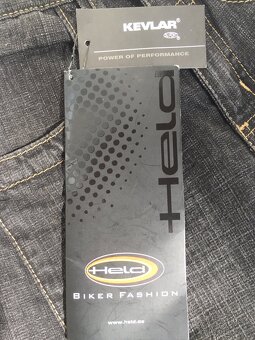 KEVLAR®
POWER OF PERFORMANCE
Held
Held
BIKER FASHION
www.held.de